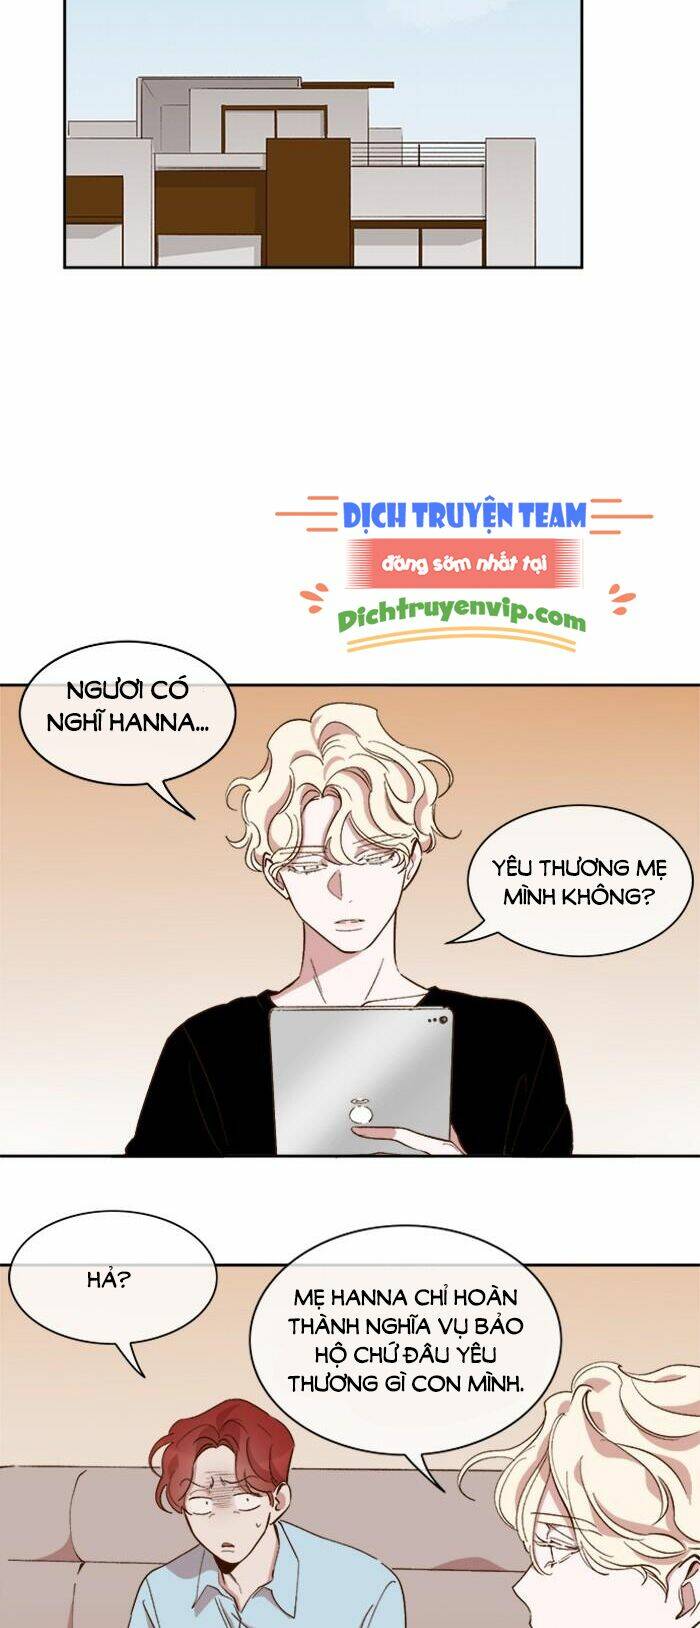 DỊCH TRUYỆN TEAM
đăng sớm nhất tại
Dichtruyenvip.com
NGƯƠI CÓ
NGHĨ HANNA...
YÊU THƯƠNG MẸ
MÌNH KHÔNG?
HẢ?
MẸ HANNA CHỈ HOÀN
THÀNH NGHĨA VỤ BẢO
HỘ CHỨ ĐÂU YÊU
THƯƠNG GÌ CON MÌNH.